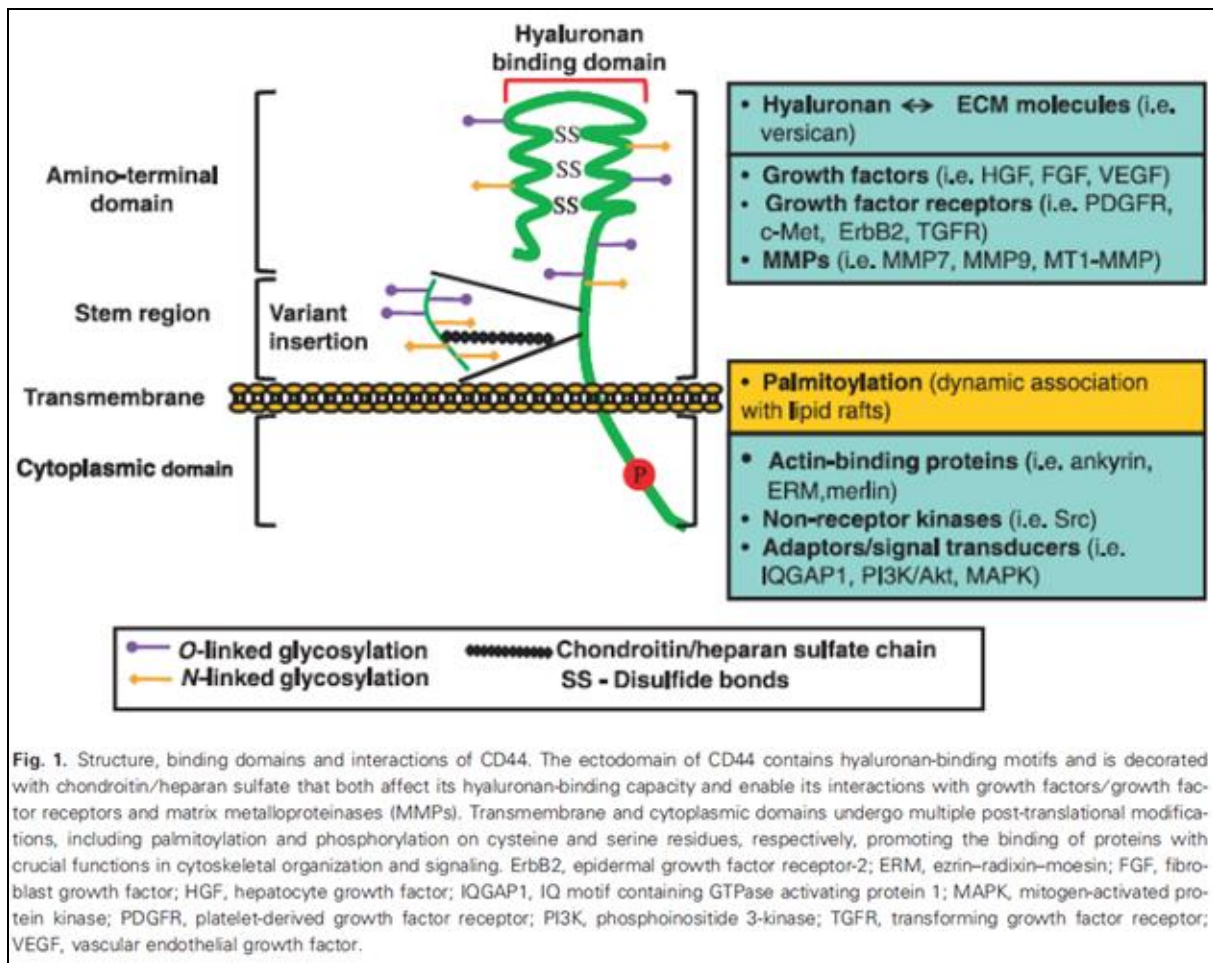 Hyaluronan
binding domain
Amino-terminal
domain
SS
SS
SS
Stem region
Variant
insertion
Transmembrane
Cytoplasmic domain
P
• Hyaluronan ↔ ECM molecules (i.e.
versican)
• Growth factors (i.e. HGF, FGF, VEGF)
• Growth factor receptors (i.e. PDGFR,
c-Met, ErbB2, TGFR)
• MMPs (i.e. MMP7, MMP9, MT1-MMP)
• Palmitoylation (dynamic association
with lipid rafts)
• Actin-binding proteins (i.e. ankyrin,
ERM,merlin)
• Non-receptor kinases (i.e. Src)
• Adaptors/signal transducers (i.e.
IQGAP1, PI3K/Akt, MAPK)
O-linked glycosylation
N-linked glycosylation
Chondroitin/heparan sulfate chain
SS - Disulfide bonds
Fig. 1. Structure, binding domains and interactions of CD44. The ectodomain of CD44 contains hyaluronan-binding motifs and is decorated
with chondroitin/heparan sulfate that both affect its hyaluronan-binding capacity and enable its interactions with growth factors/growth fac-
tor receptors and matrix metalloproteinases (MMPs). Transmembrane and cytoplasmic domains undergo multiple post-translational modifica-
tions, including palmitoylation and phosphorylation on cysteine and serine residues, respectively, promoting the binding of proteins with
crucial functions in cytoskeletal organization and signaling. ErbB2, epidermal growth factor receptor-2; ERM, ezrin–radixin–moesin; FGF, fibro-
blast growth factor; HGF, hepatocyte growth factor; IQGAP1, IQ motif containing GTPase activating protein 1; MAPK, mitogen-activated pro-
tein kinase; PDGFR, platelet-derived growth factor receptor; PI3K, phosphoinositide 3-kinase; TGFR, transforming growth factor receptor;
VEGF, vascular endothelial growth factor.